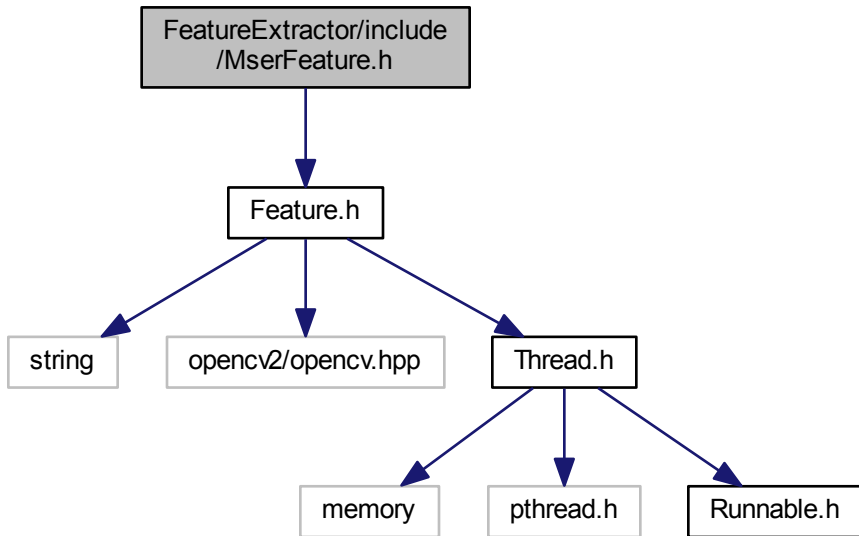 FeatureExtractor/include
/MserFeature.h
Feature.h
string
opencv2/opencv.hpp
Thread.h
memory
pthread.h
Runnable.h